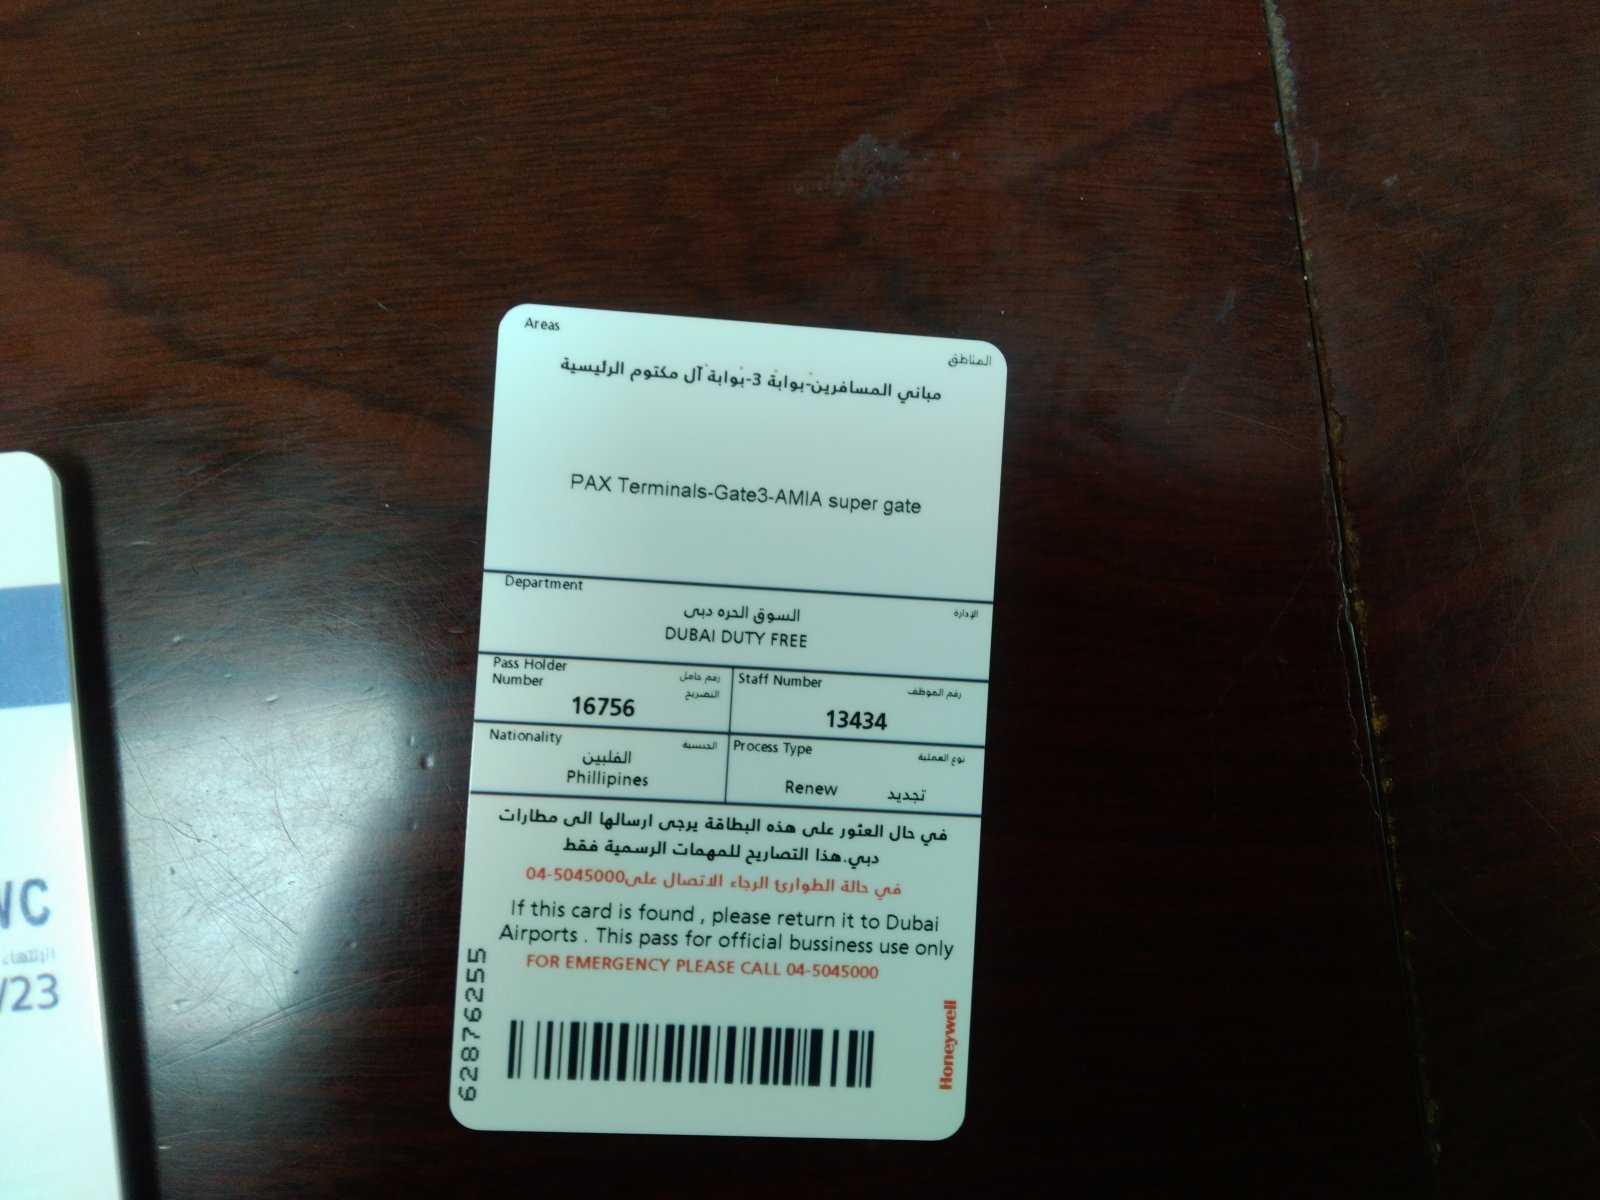 Areas
المناطق
مباني المسافرين-بوابة 3-بوابة آل مكتوم الرئيسية
PAX Terminals-Gate3-AMIA super gate
Department
الإدارة
السوق الحره دبى
DUBAI DUTY FREE
Pass Holder
Number
رقم حامل
التصريح
16756
Staff Number
رقم الموظف
13434
Nationality
الجنسية
الفلبين
Phillipines
Process Type
نوع العملية
Renew تجديد
في حال العثور على هذه البطاقة يرجى ارسالها الى مطارات
دبي.هذا التصاريح للمهمات الرسمية فقط
في حالة الطوارئ الرجاء الاتصال على04-5045000
If this card is found , please return it to Dubai
Airports . This pass for official bussiness use only
FOR EMERGENCY PLEASE CALL 04-5045000
62876255
Honeywell
/23